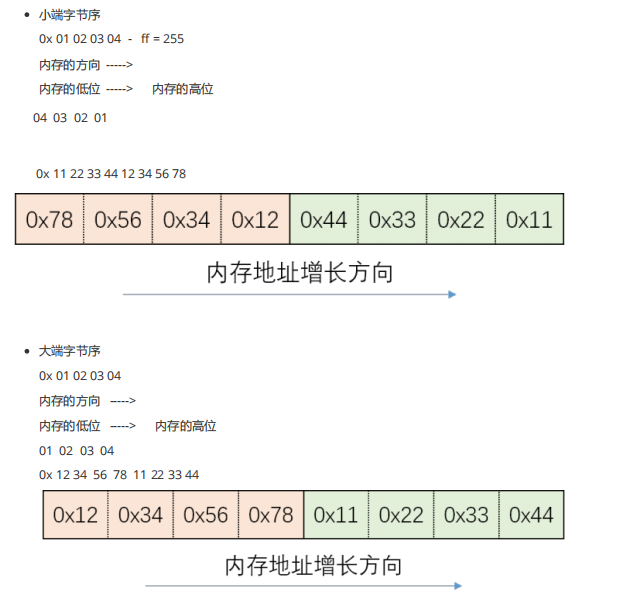 小端字节序
0x 01 02 03 04 - ff = 255
内存的方向 ----->
内存的低位 -----> 内存的高位
04 03 02 01
0x 11 22 33 44 12 34 56 78
0x78 0x56 0x34 0x12 0x44 0x33 0x22 0x11
内存地址增长方向
大端字节序
0x 01 02 03 04
内存的方向 ----->
内存的低位 -----> 内存的高位
01 02 03 04
0x 12 34 56 78 11 22 33 44
0x12 0x34 0x56 0x78 0x11 0x22 0x33 0x44
内存地址增长方向